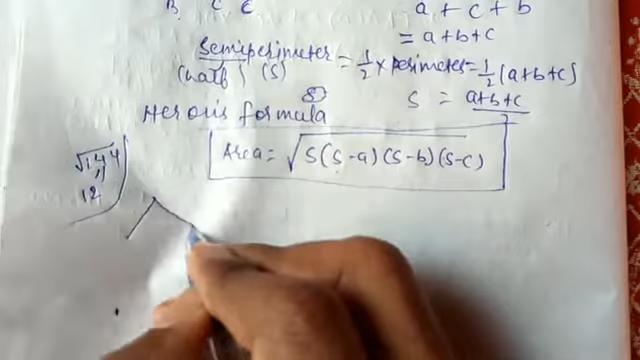 B C C
a + c + b
= a+b+c
Semiperimeter = 1/2 × perimeter = 1/2 (a+b+c)
(half) (S)
S = a+b+c / 2
Heron's formula
Area = √S(S-a)(S-b)(S-c)
√144
12